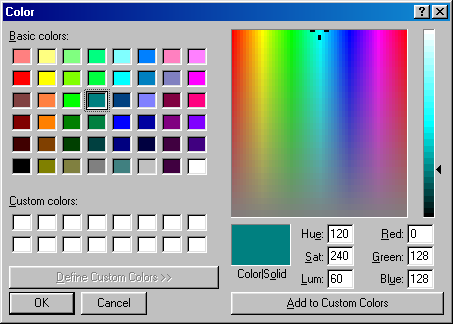 Color
Basic colors:
Custom colors:
Define Custom Colors >>
OK
Cancel
Color|Solid
Hue: 120
Sat: 240
Lum: 60
Red: 0
Green: 128
Blue: 128
Add to Custom Colors